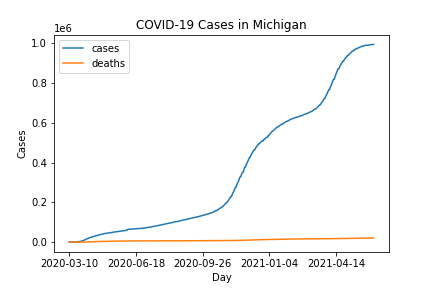 COVID-19 Cases in Michigan
1e6
cases
deaths
1.0
0.8
0.6
0.4
0.2
0.0
Cases
2020-03-10 2020-06-18 2020-09-26 2021-01-04 2021-04-14
Day